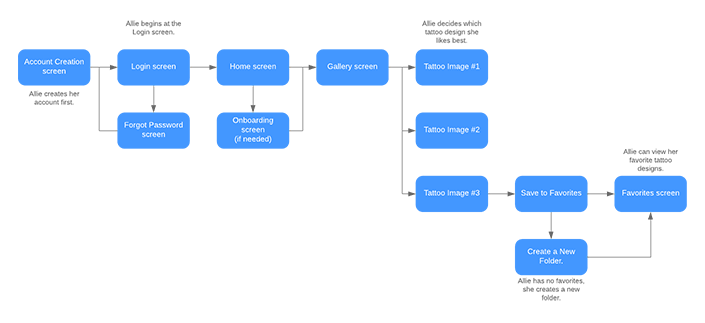 Allie begins at the
Login screen.
Allie decides which
tattoo design she
likes best.
Account Creation
screen
Login screen
Home screen
Gallery screen
Tattoo Image #1
Allie creates her
account first.
Forgot Password
screen
Onboarding
screen
(if needed)
Tattoo Image #2
Allie can view her
favorite tattoo
designs.
Tattoo Image #3
Save to Favorites
Favorites screen
Create a New
Folder.
Allie has no favorites,
she creates a new
folder.